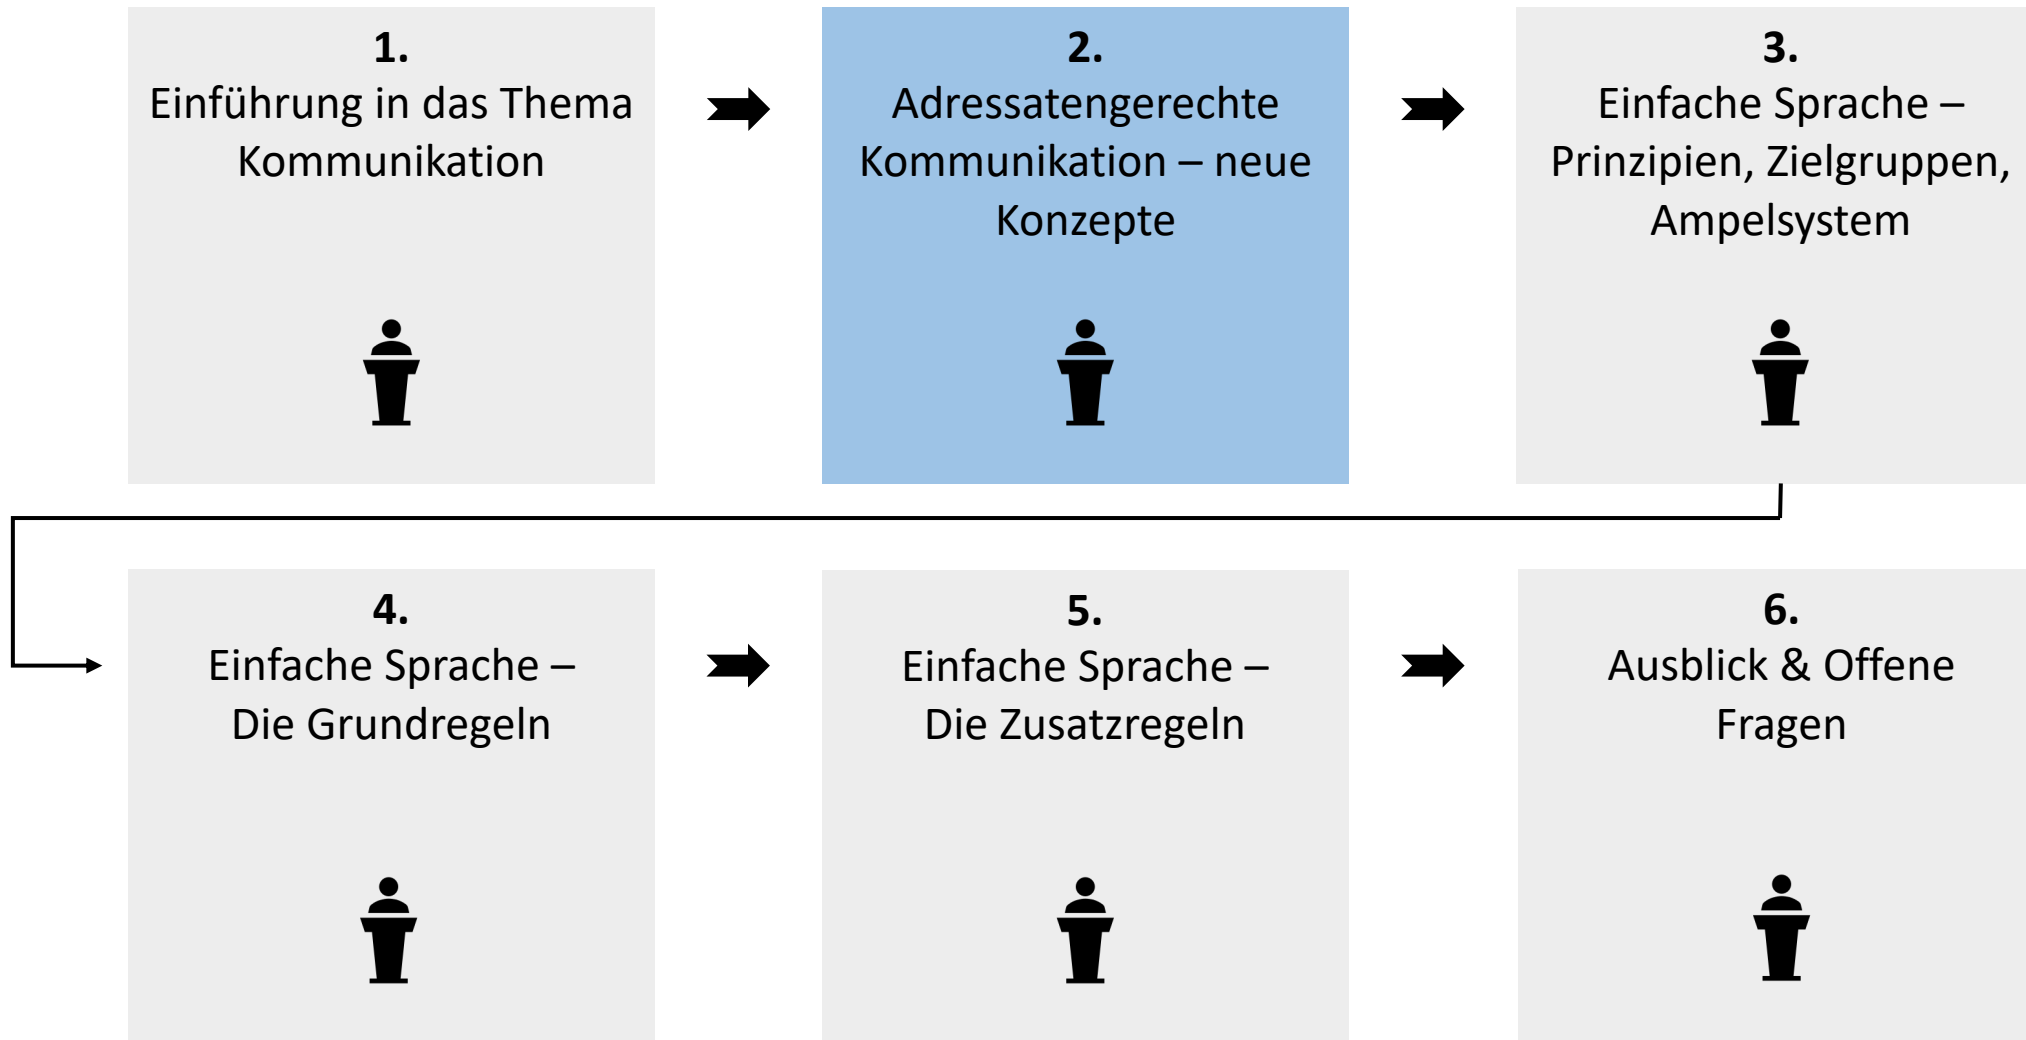 1.
Einführung in das Thema
Kommunikation
2.
Adressatengerechte
Kommunikation – neue
Konzepte
3.
Einfache Sprache –
Prinzipien, Zielgruppen,
Ampelsystem
4.
Einfache Sprache –
Die Grundregeln
5.
Einfache Sprache –
Die Zusatzregeln
6.
Ausblick & Offene
Fragen